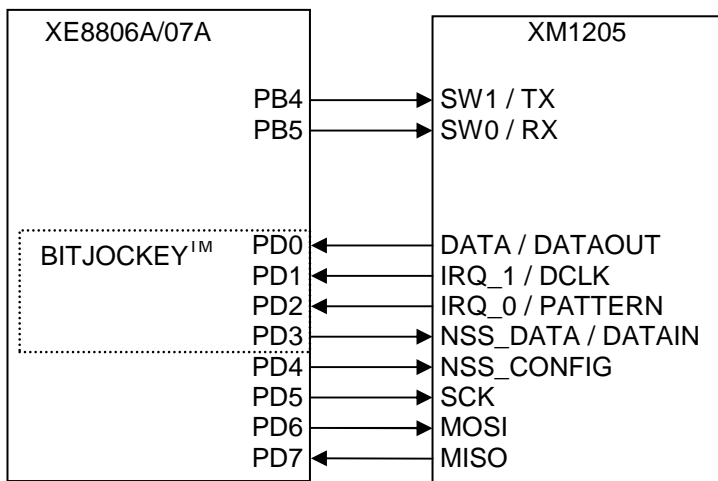 XE8806A/07A XM1205
PB4 SW1 / TX
PB5 SW0 / RX
BITJOCKEY™ PD0 DATA / DATAOUT
PD1 IRQ_1 / DCLK
PD2 IRQ_0 / PATTERN
PD3 NSS_DATA / DATAIN
PD4 NSS_CONFIG
PD5 SCK
PD6 MOSI
PD7 MISO